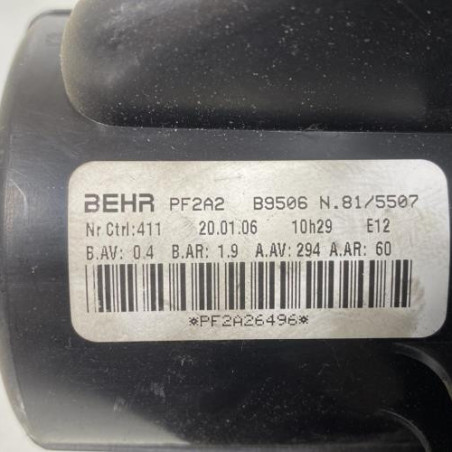 BEHR PF2A2 B9506 N.81/5507
Nr Ctrl:411 20.01.06 10h29 E12
B.AV: 0.4 B.AR: 1.9 A.AV:294 A.AR: 60
*PF2A26496*